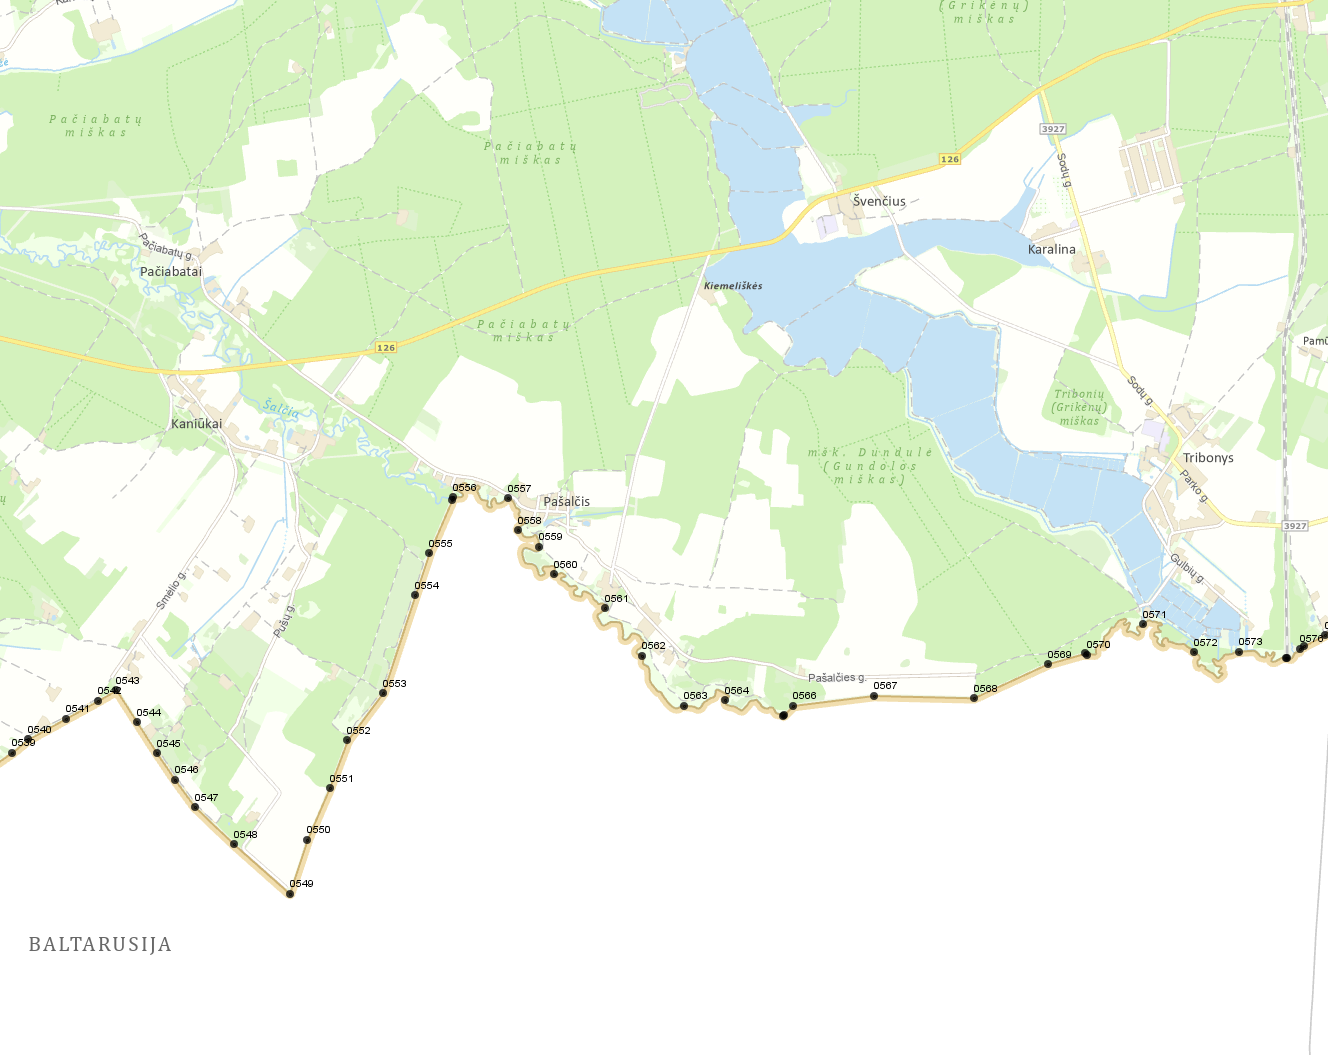 (Grikėnų)
miškas
Pačiabatų
miškas
Pačiabatų
miškas
3927
126
Sodų g.
Švenčius
Karalina
Pačiabatų g.
Pačiabatai
Kiemeliškės
Pačiabatų
miškas
126
Pamū
Šalčia
Kaniūkai
Sodų g.
Tribonių
(Grikėnų)
miškas
Tribonys
msk. Dundulė
(Gundolos
miškas)
Parko g.
3927
Pašalčis
Gulbių g.
Smėlio g.
Pušų g.
Pašalčies g.
0539
0540
0541
0542
0543
0544
0545
0546
0547
0548
0549
0550
0551
0552
0553
0554
0555
0556
0557
0558
0559
0560
0561
0562
0563
0564
0566
0567
0568
0569
0570
0571
0572
0573
0576
BALTARUSIJA